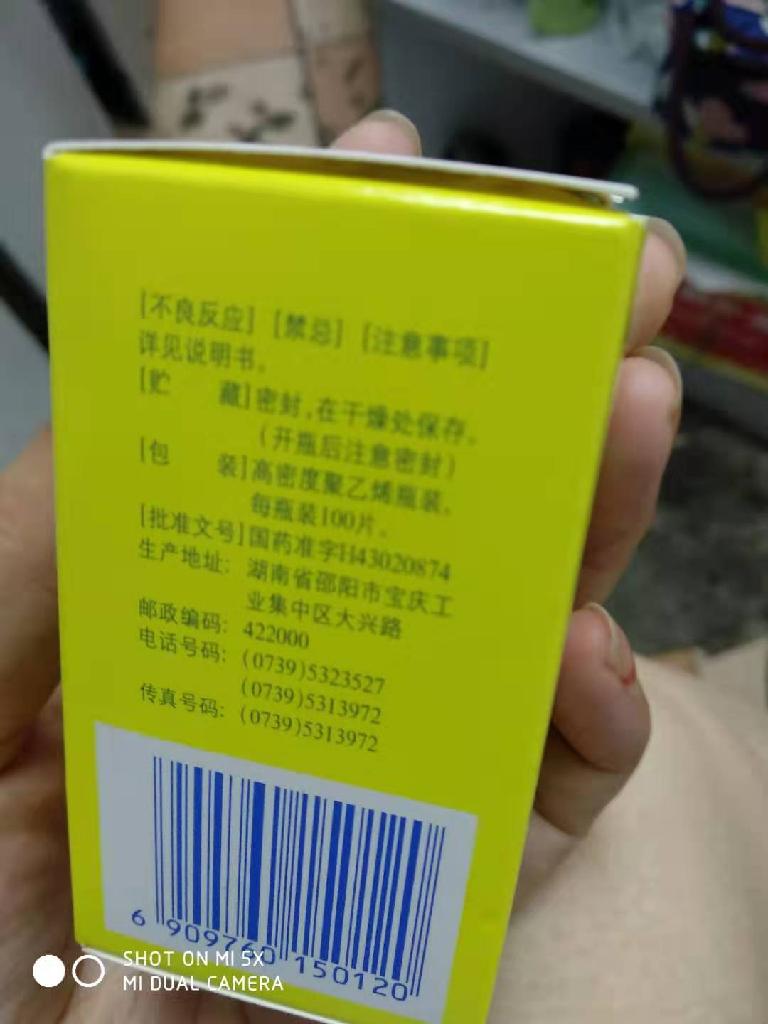 [不良反应] [禁忌] [注意事项]
详见说明书。
[贮 藏]密封,在干燥处保存。
(开瓶后注意密封)
[包 装]高密度聚乙烯瓶装。
每瓶装100片。
[批准文号]国药准字H43020874
生产地址: 湖南省邵阳市宝庆工
业集中区大兴路
邮政编码: 422000
电话号码: (0739)5323527
(0739)5313972
传真号码: (0739)5313972
6 909760 150120
SHOT ON MI 5X
MI DUAL CAMERA